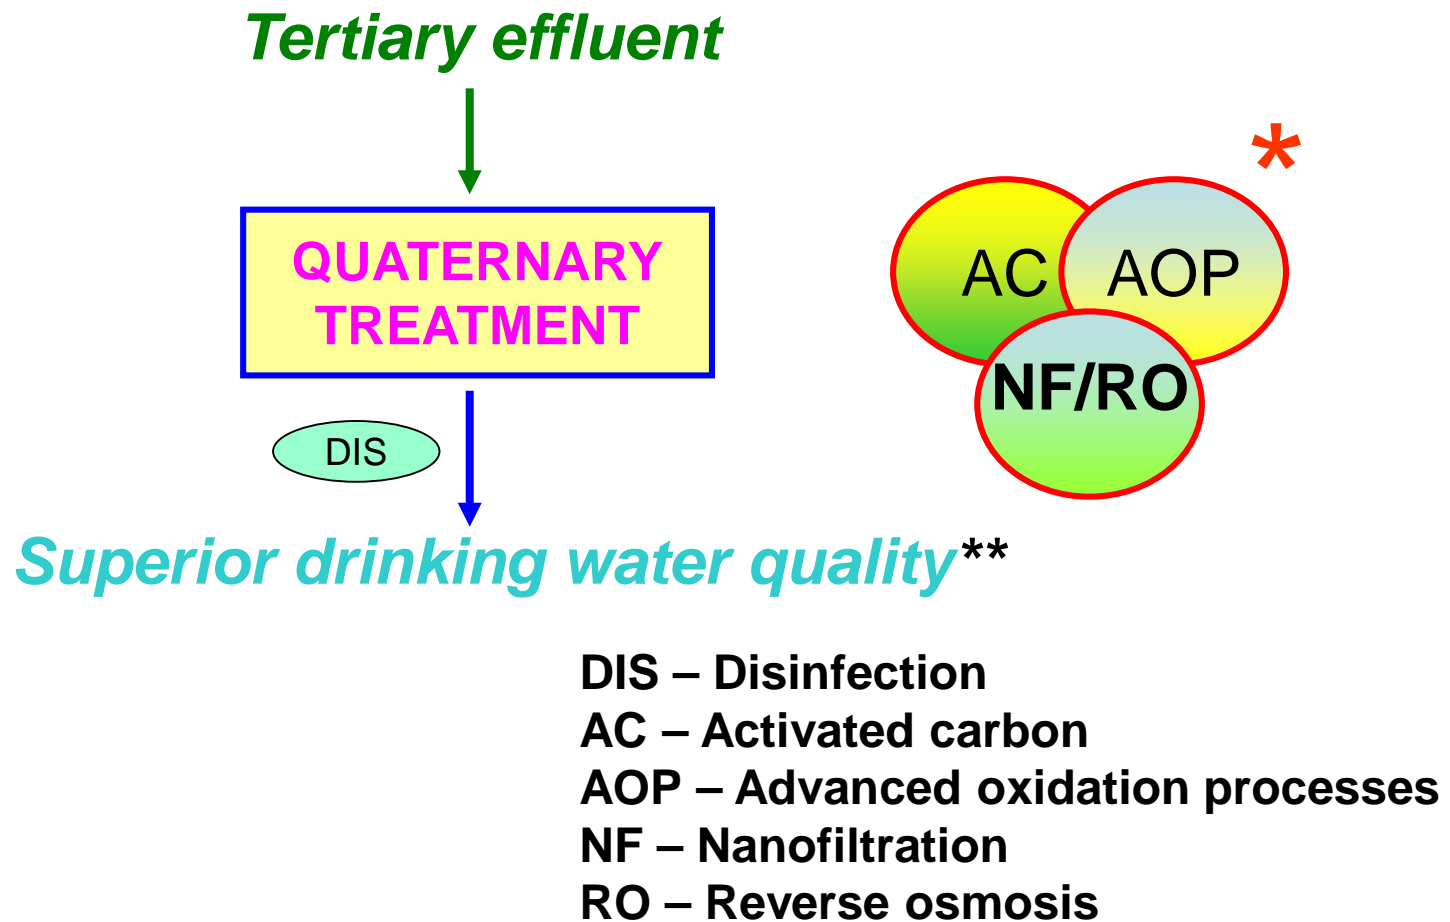 Tertiary effluent
*
QUATERNARY
TREATMENT
AC
AOP
NF/RO
DIS
Superior drinking water quality**
DIS – Disinfection
AC – Activated carbon
AOP – Advanced oxidation processes
NF – Nanofiltration
RO – Reverse osmosis